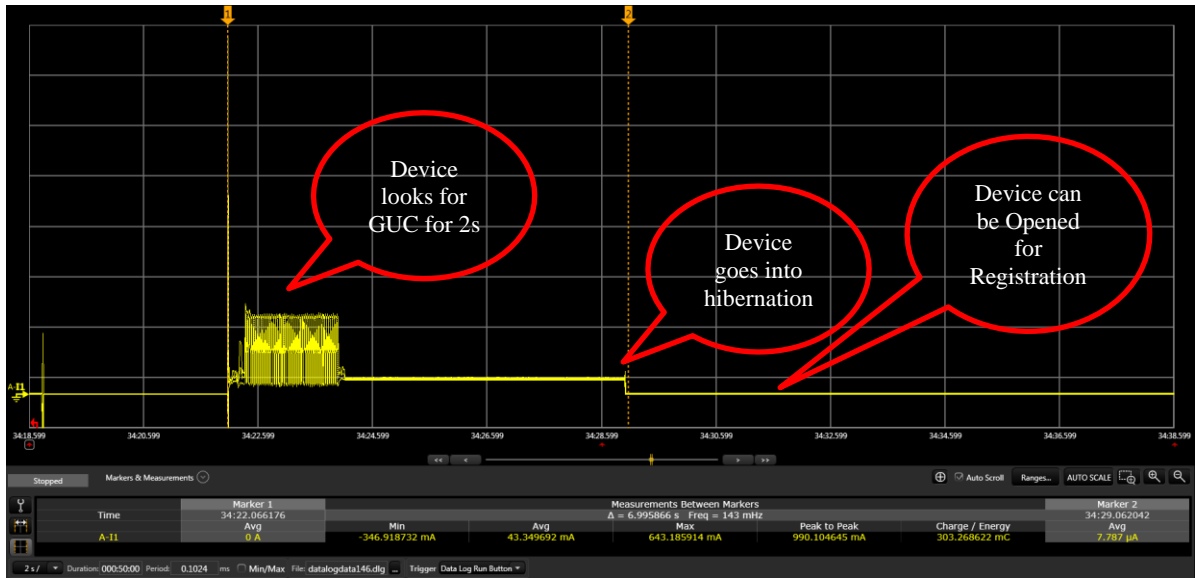 1
2
Device
looks for
GUC for 2s
Device
goes into
hibernation
Device can
be Opened
for
Registration
A-I1
34:18.599 34:20.599 34:22.599 34:24.599 34:26.599 34:28.599 34:30.599 34:32.599 34:34.599 34:36.599 34:38.599
Stopped Markers & Measurements Auto Scroll Ranges... AUTO SCALE
Marker 1 Measurements Between Markers Marker 2
Time 34:22.066176 Δ = 6.995866 s Freq = 143 mHz 34:29.062042
Avg Min Avg Max Peak to Peak Charge / Energy Avg
A-I1 0 A -346.918732 mA 43.349692 mA 643.185914 mA 990.104645 mA 303.268622 mC 7.787 µA
2 s / Duration: 000:50:00 Period: 0.1024 ms Min/Max File: datalogdata146.dlg ... Trigger Data Log Run Button